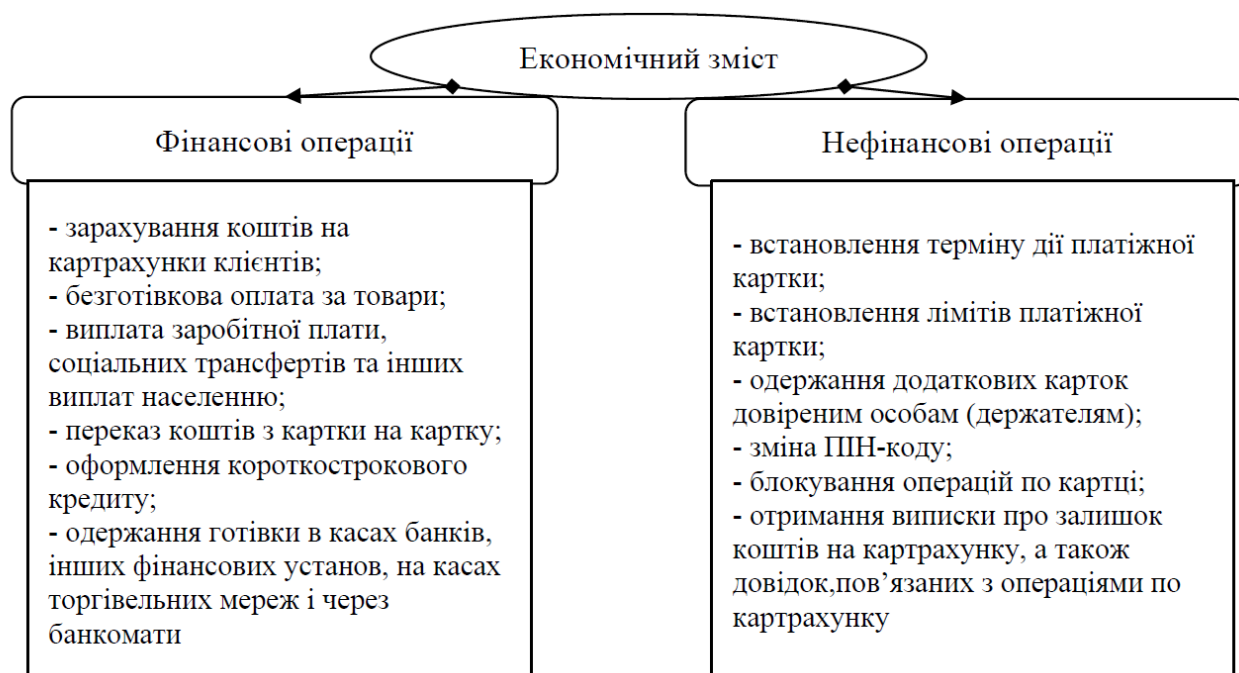 Економічний зміст
Фінансові операції
- зарахування коштів на
картрахунки клієнтів;
- безготівкова оплата за товари;
- виплата заробітної плати,
соціальних трансфертів та інших
виплат населенню;
- переказ коштів з картки на картку;
- оформлення короткострокового
кредиту;
- одержання готівки в касах банків,
інших фінансових установ, на касах
торгівельних мереж і через
банкомати
Нефінансові операції
- встановлення терміну дії платіжної
картки;
- встановлення лімітів платіжної
картки;
- одержання додаткових карток
довіреним особам (держателям);
- зміна ПІН-коду;
- блокування операцій по картці;
- отримання виписки про залишок
коштів на картрахунку, а також
довідок,пов’язаних з операціями по
картрахунку